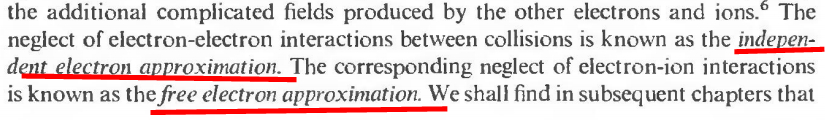 the additional complicated fields produced by the other electrons and ions.⁶ The
neglect of electron-electron interactions between collisions is known as the indepen-
dent electron approximation. The corresponding neglect of electron-ion interactions
is known as the free electron approximation. We shall find in subsequent chapters that